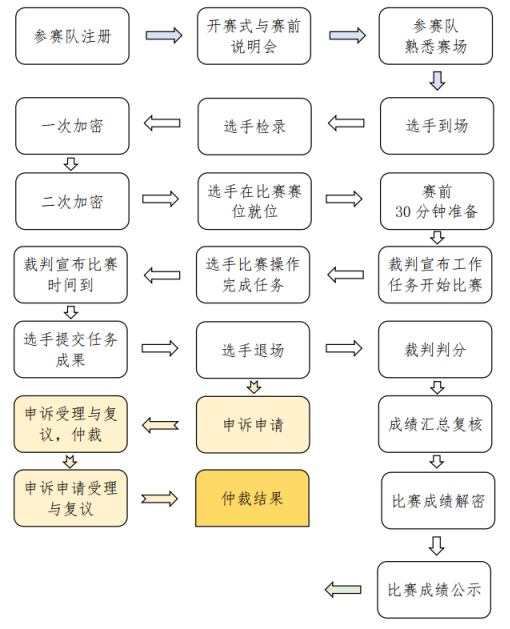 参赛队注册
开赛式与赛前
说明会
参赛队
熟悉赛场
一次加密
选手检录
选手到场
二次加密
选手在比赛赛
位就位
赛前
30 分钟准备
裁判宣布比赛
时间到
选手比赛操作
完成任务
裁判宣布工作
任务开始比赛
选手提交任务
成果
选手退场
裁判判分
申诉受理与复
议，仲裁
申诉申请
成绩汇总复核
申诉申请受理
与复议
仲裁结果
比赛成绩解密
比赛成绩公示